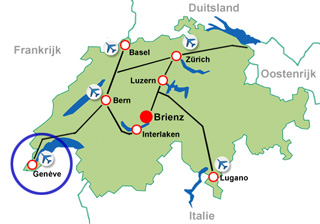 Duitsland
Frankrijk
Basel
Zürich
Oostenrijk
Luzern
Bern
Brienz
Interlaken
Genève
Lugano
Italie